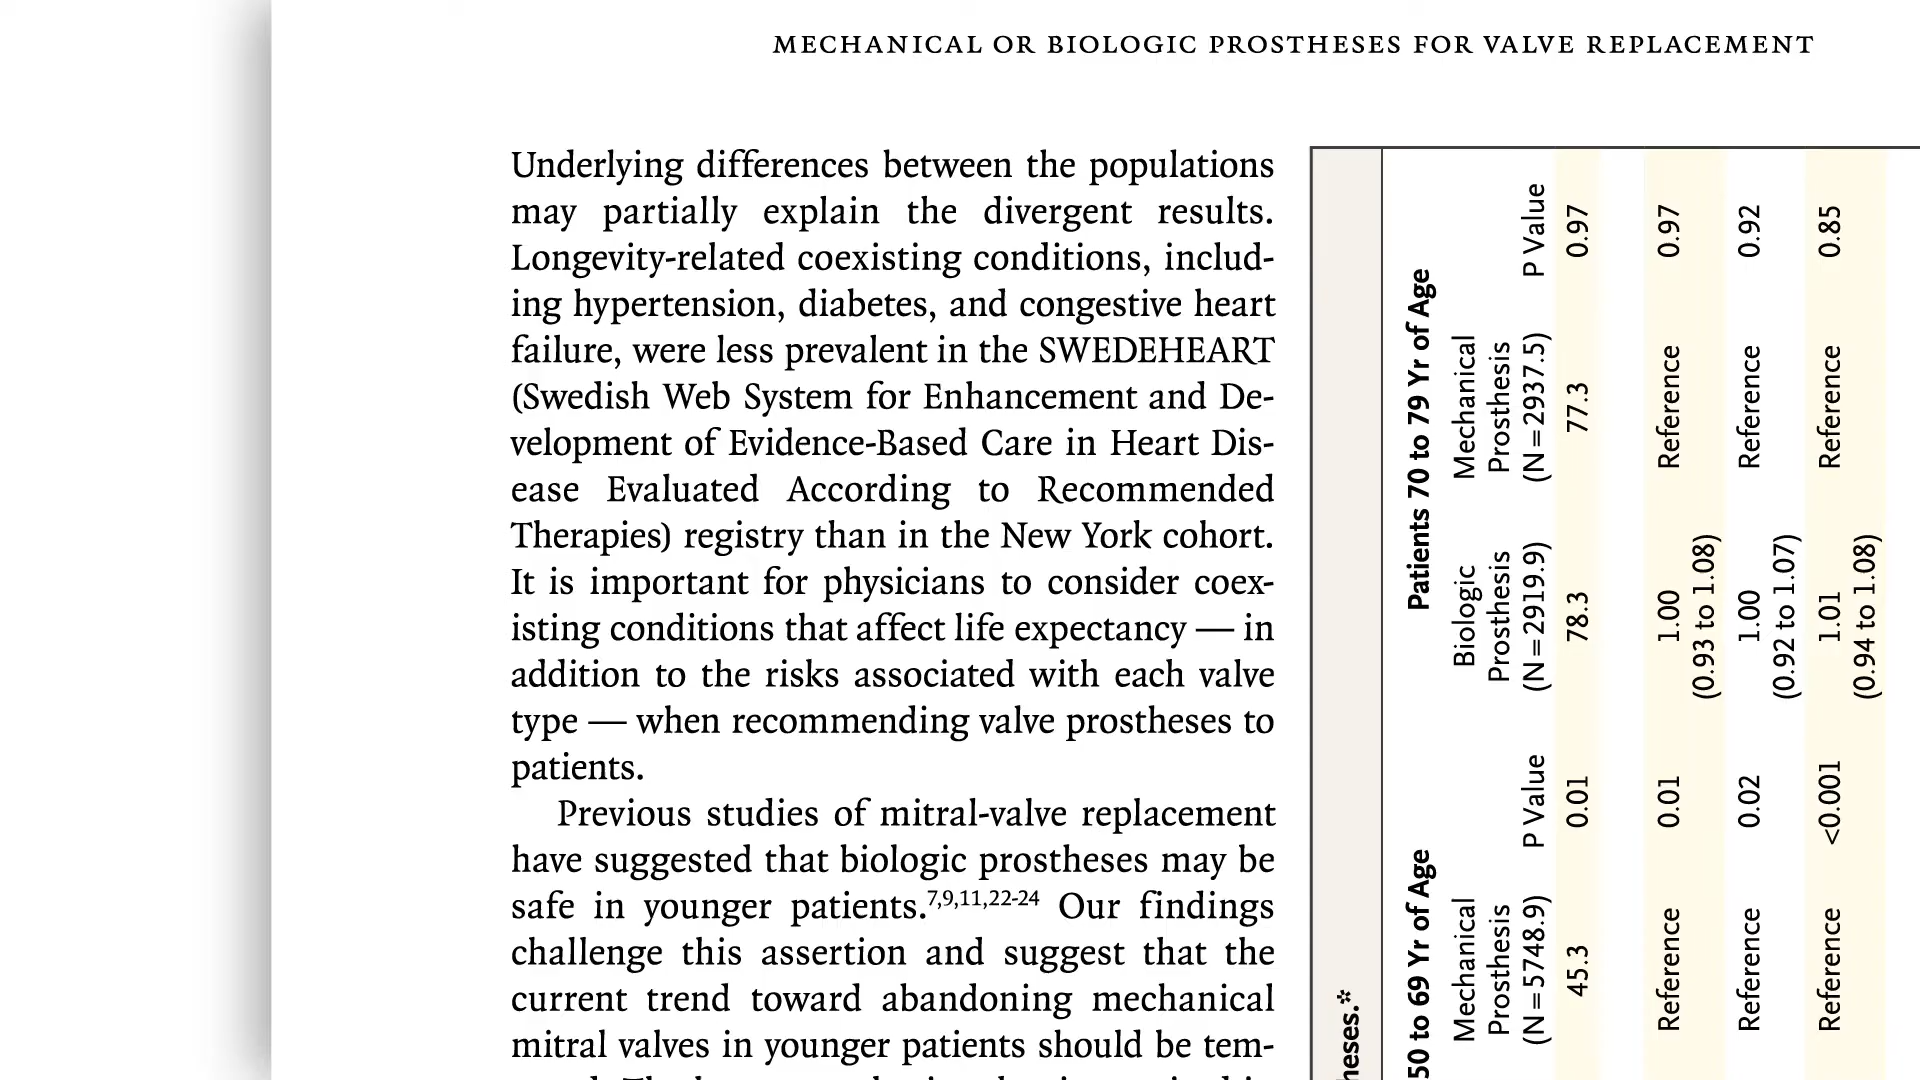 MECHANICAL OR BIOLOGIC PROSTHESES FOR VALVE REPLACEMENT
Underlying differences between the populations
may partially explain the divergent results.
Longevity-related coexisting conditions, includ-
ing hypertension, diabetes, and congestive heart
failure, were less prevalent in the SWEDEHEART
(Swedish Web System for Enhancement and De-
velopment of Evidence-Based Care in Heart Dis-
ease Evaluated According to Recommended
Therapies) registry than in the New York cohort.
It is important for physicians to consider coex-
isting conditions that affect life expectancy — in
addition to the risks associated with each valve
type — when recommending valve prostheses to
patients.
Previous studies of mitral-valve replacement
have suggested that biologic prostheses may be
safe in younger patients.7,9,11,22-24 Our findings
challenge this assertion and suggest that the
current trend toward abandoning mechanical
mitral valves in younger patients should be tem-
heses.*
50 to 69 Yr of Age
Patients 70 to 79 Yr of Age
Mechanical
Prosthesis
(N=5748.9)
P Value
Biologic
Prosthesis
(N=2919.9)
Mechanical
Prosthesis
(N=2937.5)
P Value
45.3 0.01 78.3 77.3 0.97
Reference 0.01 1.00 Reference 0.97
(0.93 to 1.08)
Reference 0.02 1.00 Reference 0.92
(0.92 to 1.07)
Reference <0.001 1.01 Reference 0.85
(0.94 to 1.08)